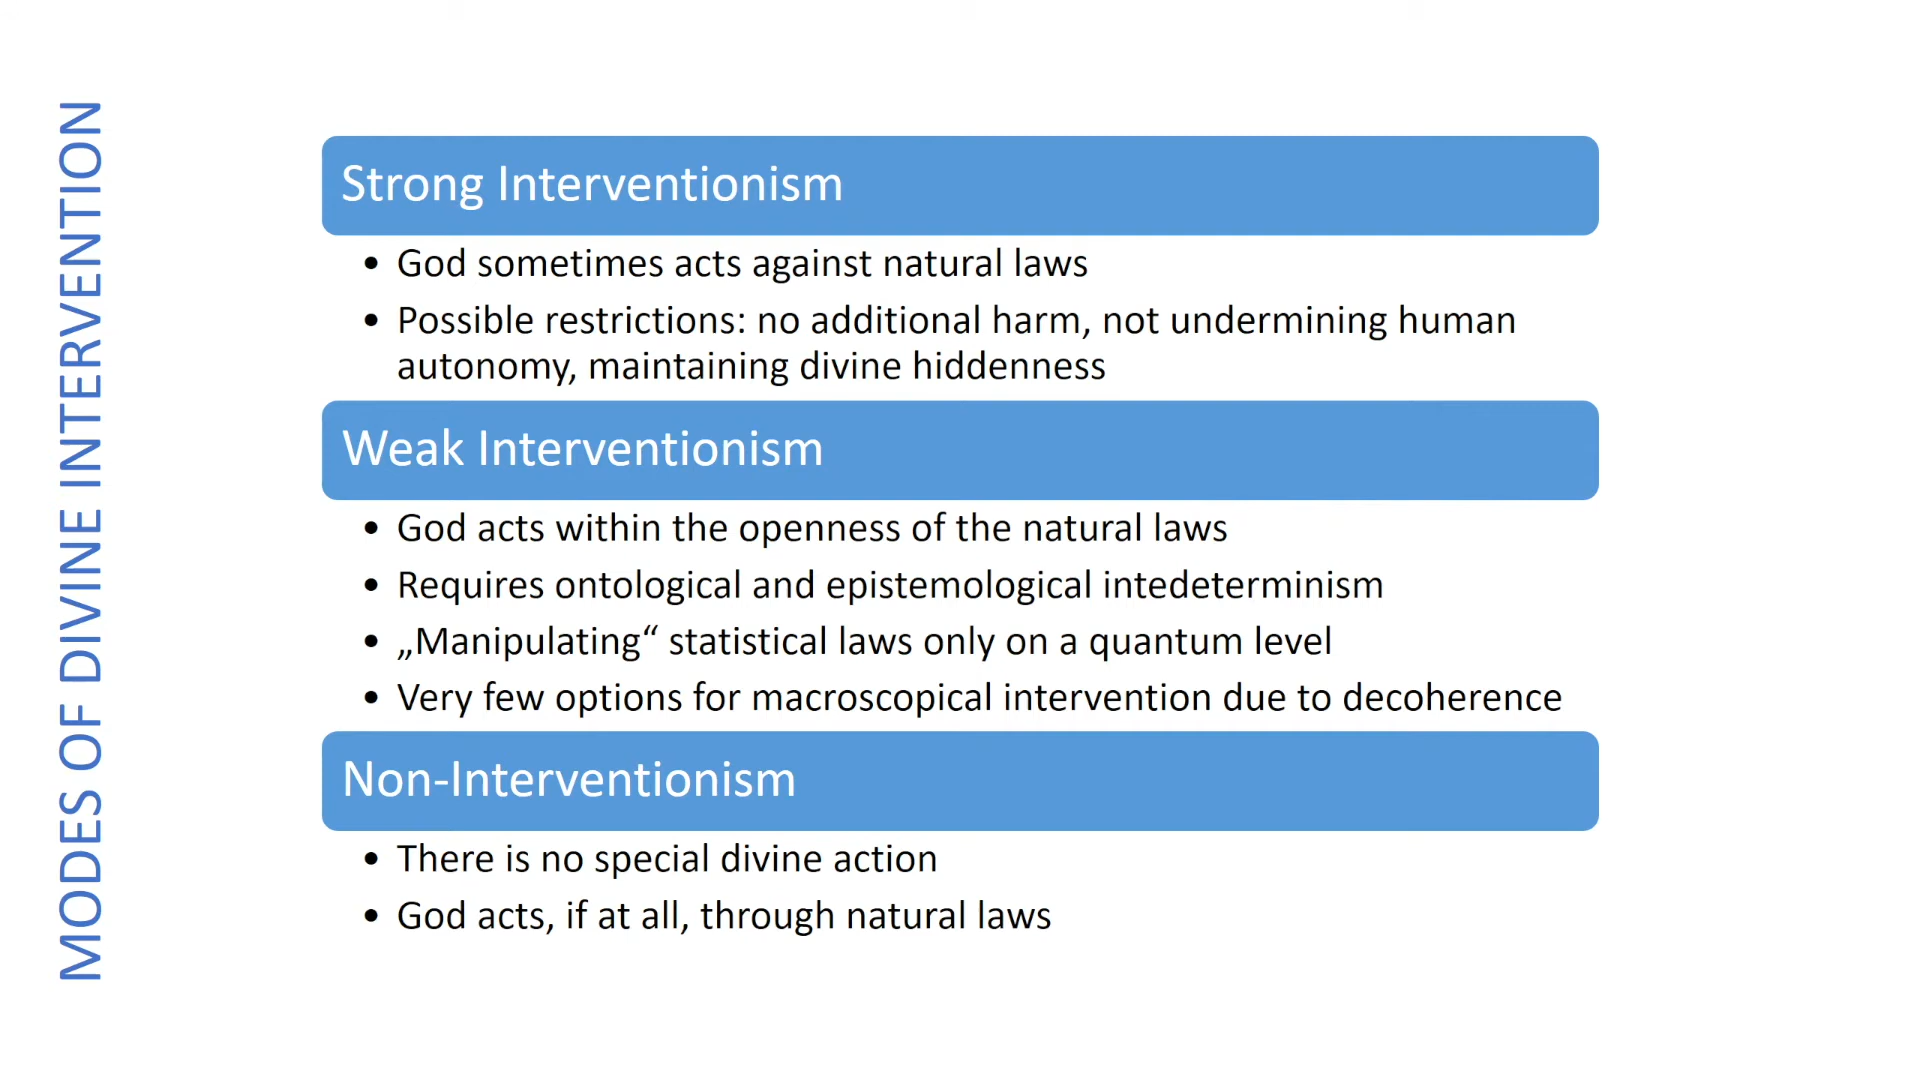 MODES OF DIVINE INTERVENTION
Strong Interventionism
• God sometimes acts against natural laws
• Possible restrictions: no additional harm, not undermining human
autonomy, maintaining divine hiddenness
Weak Interventionism
• God acts within the openness of the natural laws
• Requires ontological and epistemological intedeterminism
• „Manipulating“ statistical laws only on a quantum level
• Very few options for macroscopical intervention due to decoherence
Non-Interventionism
• There is no special divine action
• God acts, if at all, through natural laws